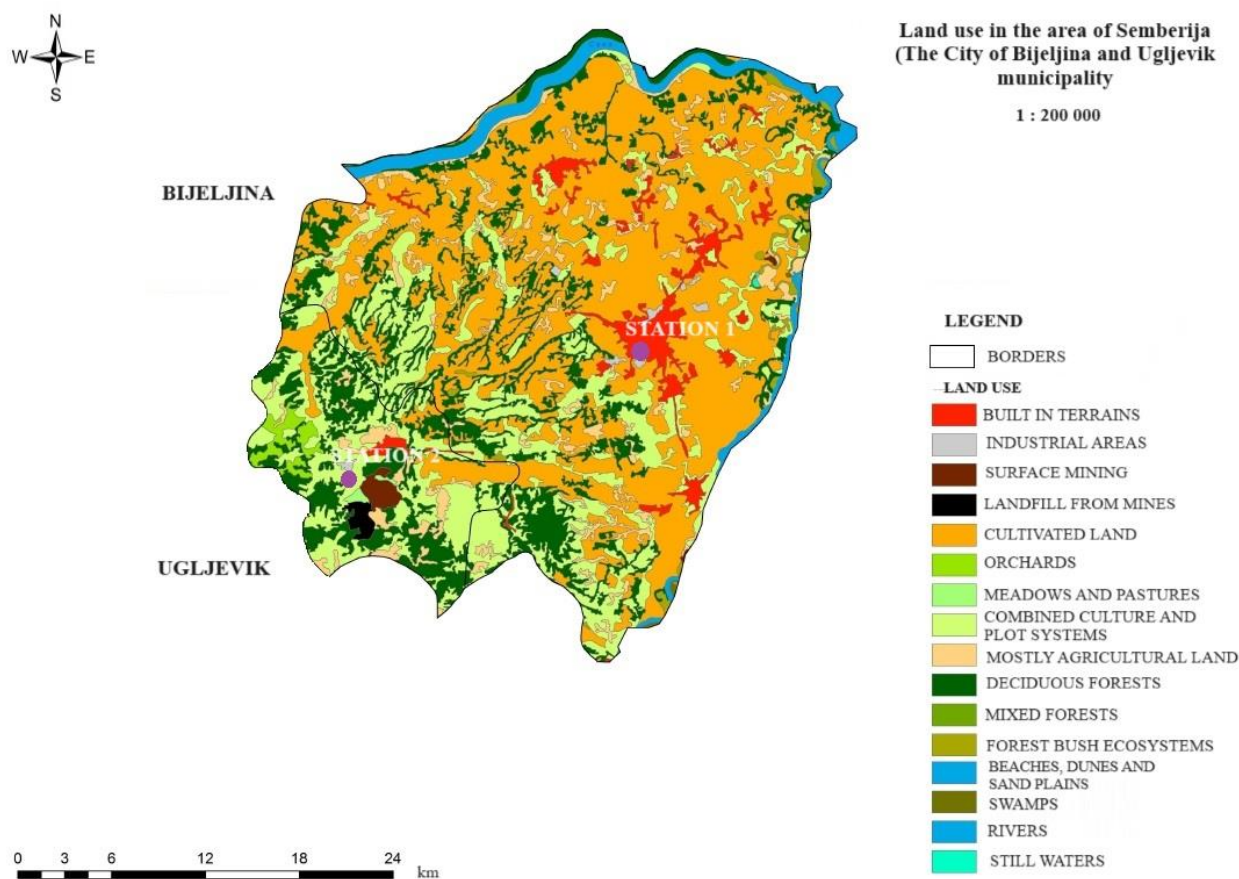 N
W E
S
Land use in the area of Semberija
(The City of Bijeljina and Ugljevik
municipality
1 : 200 000
BIJELJINA
STATION 1
STATION 2
UGLJEVIK
LEGEND
BORDERS
LAND USE
BUILT IN TERRAINS
INDUSTRIAL AREAS
SURFACE MINING
LANDFILL FROM MINES
CULTIVATED LAND
ORCHARDS
MEADOWS AND PASTURES
COMBINED CULTURE AND
PLOT SYSTEMS
MOSTLY AGRICULTURAL LAND
DECIDUOUS FORESTS
MIXED FORESTS
FOREST BUSH ECOSYSTEMS
BEACHES, DUNES AND
SAND PLAINS
SWAMPS
RIVERS
STILL WATERS
0 3 6 12 18 24
km